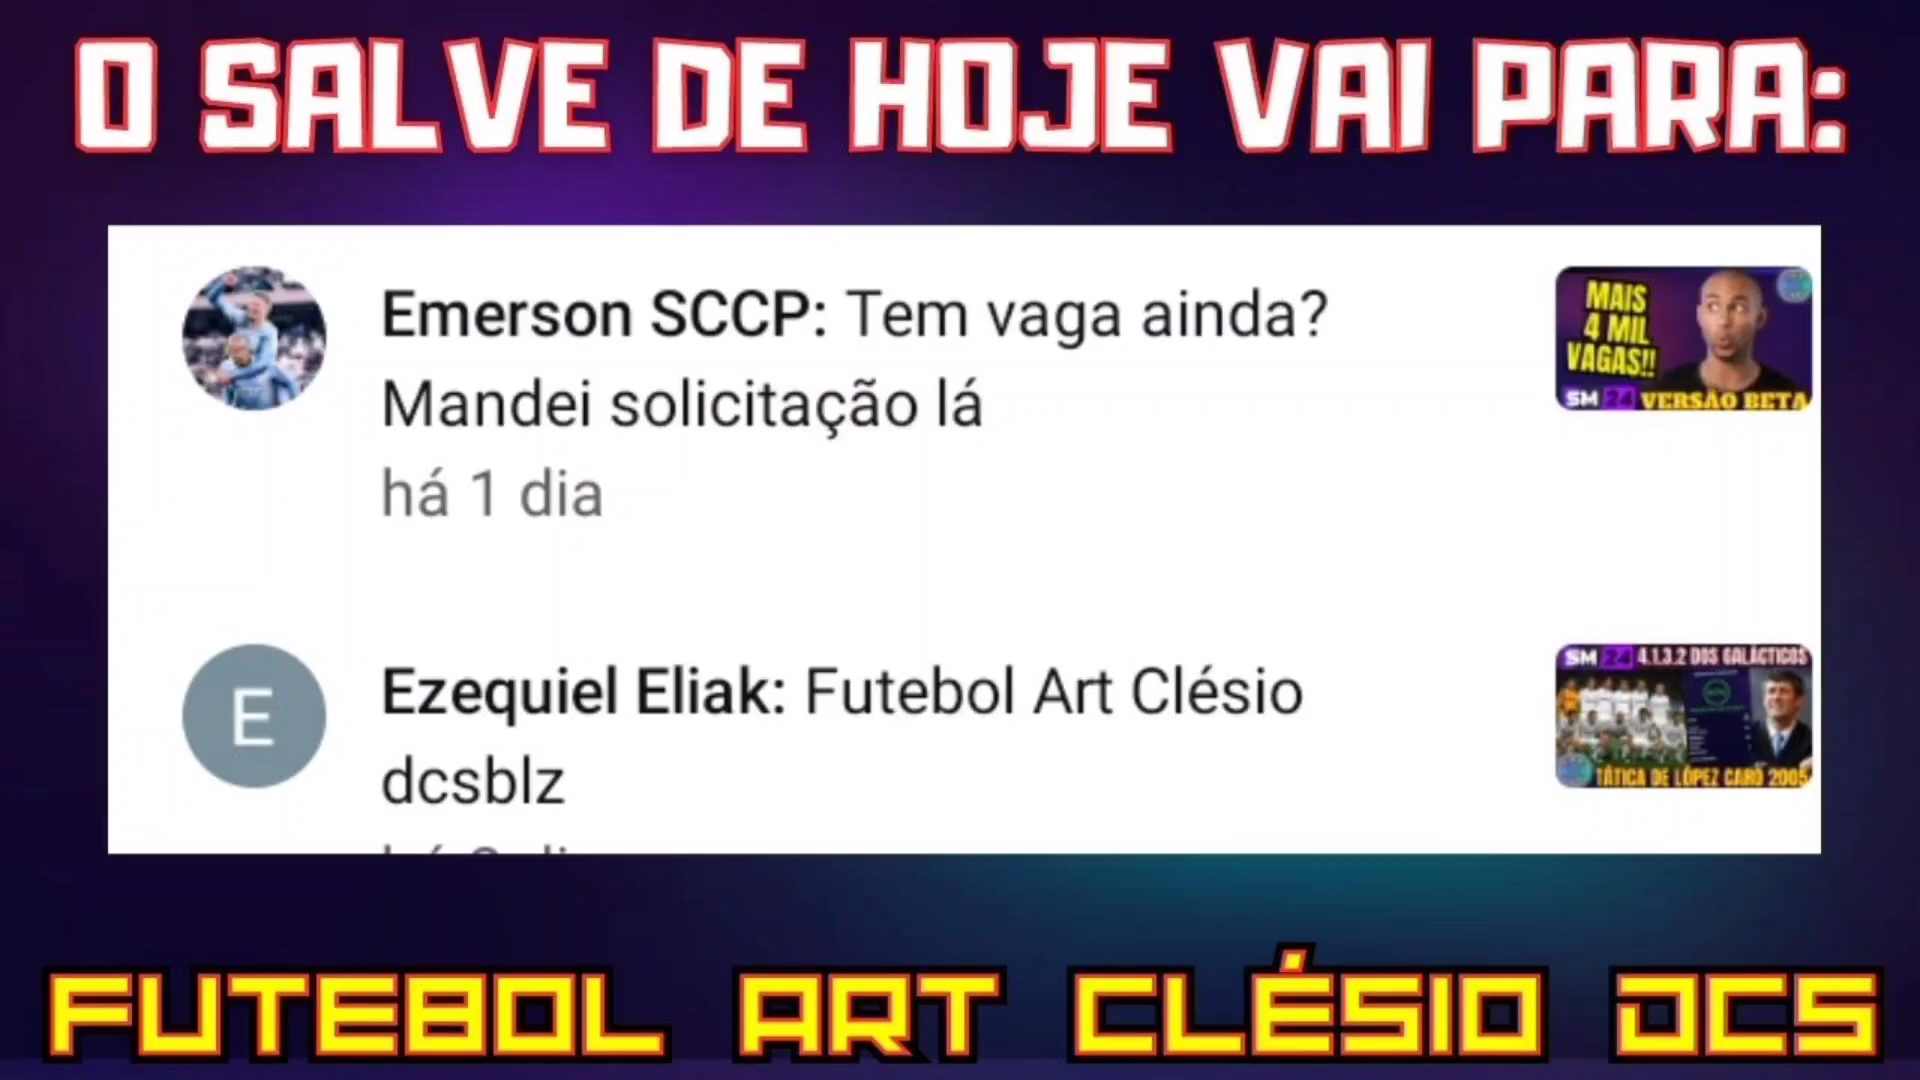 O SALVE DE HOJE VAI PARA:
Emerson SCCP: Tem vaga ainda?
Mandei solicitação lá
há 1 dia
MAIS
4 MIL
VAGAS!!
SM 24 VERSÃO BETA
Ezequiel Eliak: Futebol Art Clésio
dcsblz
E
SM 24 4.1.3.2 DOS GALÁCTICOS
TÁTICA DE LÓPEZ CARO 2005
FUTEBOL ART CLÉSIO DCS